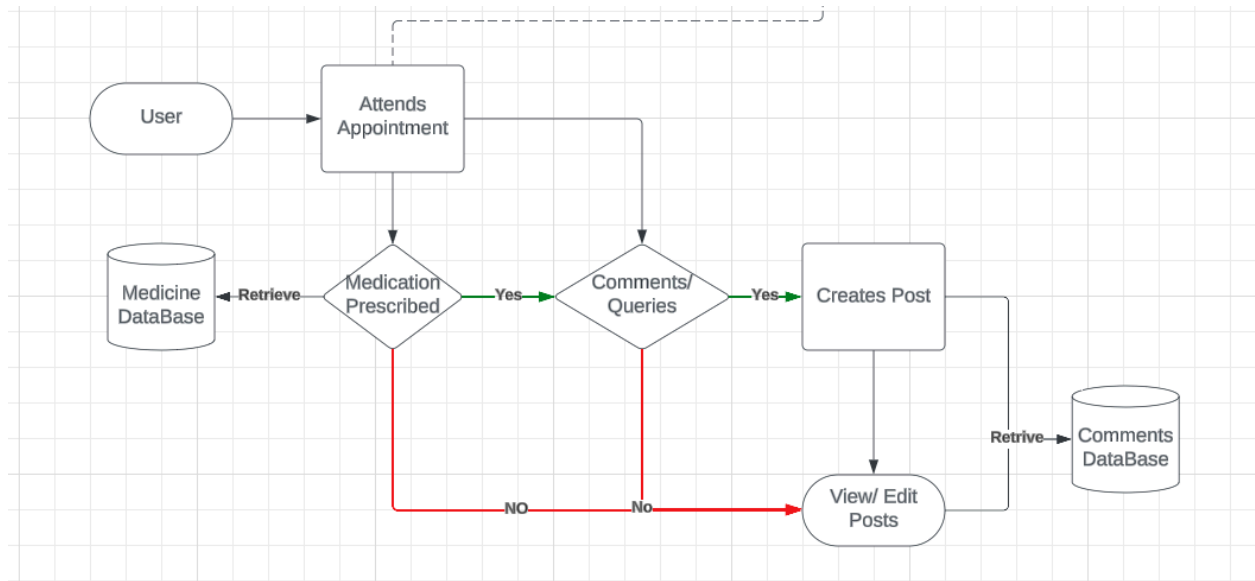 User
Attends
Appointment
Medicine
DataBase
Retrieve
Medication
Prescribed
Yes
Comments/
Queries
Yes
Creates Post
Retrive
Comments
DataBase
NO
No
View/ Edit
Posts